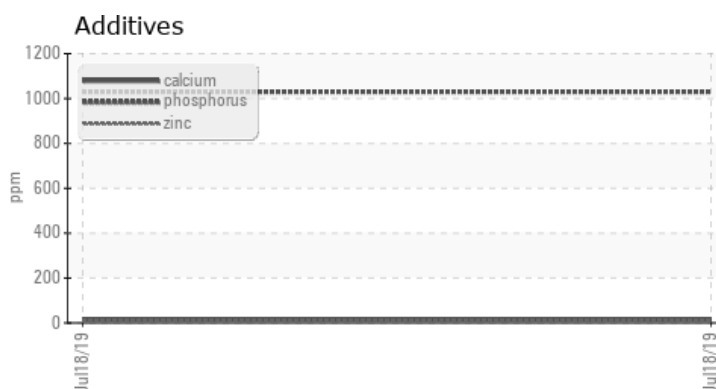 Additives
1200
1000
800
600
400
200
0
ppm
calcium
phosphorus
zinc
Jul18/19
Jul18/19